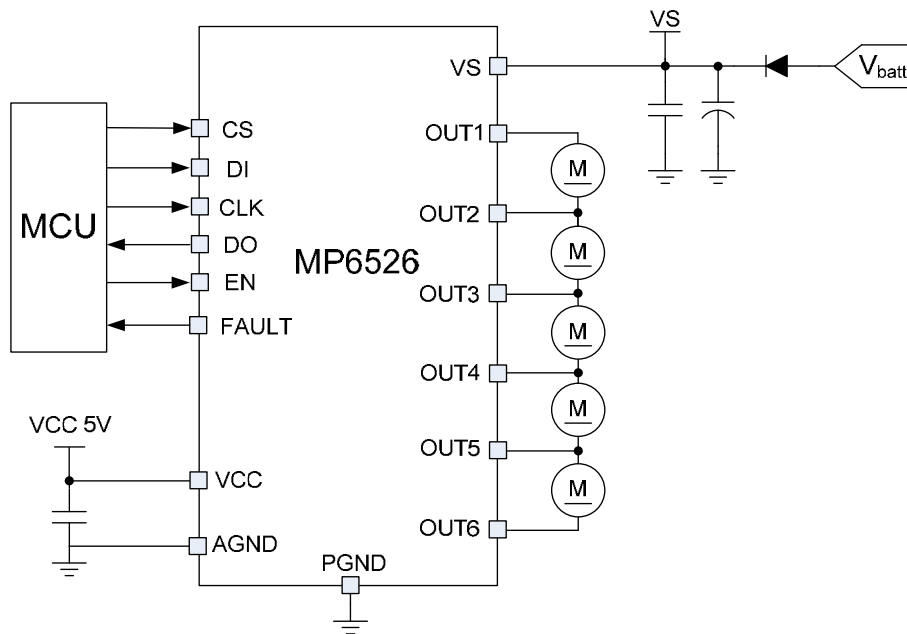 VS
VS
V_batt
OUT1
CS
M
DI
CLK
OUT2
MCU
DO
MP6526
M
EN
OUT3
FAULT
M
OUT4
M
VCC 5V
OUT5
VCC
M
OUT6
AGND
PGND